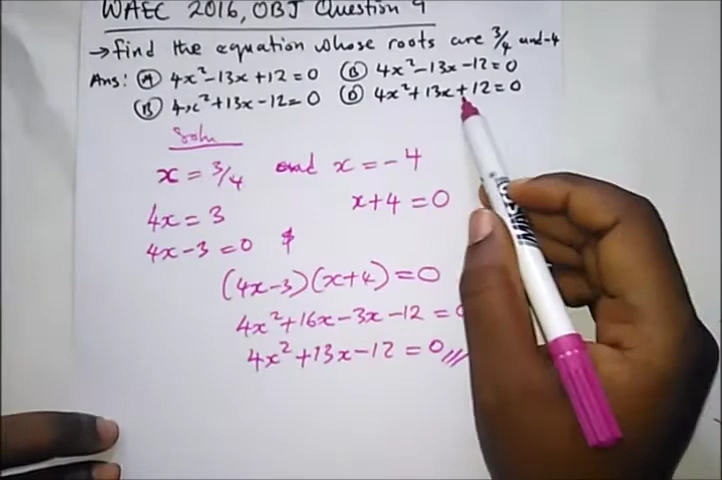 WAEC 2016, OBJ Question 9
→ find the equation whose roots are 3/4 and -4
Ans: (A) 4x²-13x+12=0 (B) 4x²-13x-12=0
(B) 4x²+13x-12=0 (D) 4x²+13x+12=0
Soln
x = 3/4 and x = -4
4x = 3 x+4 = 0
4x-3 = 0 &
(4x-3)(x+4) = 0
4x²+16x-3x-12 = 0
4x²+13x-12 = 0///